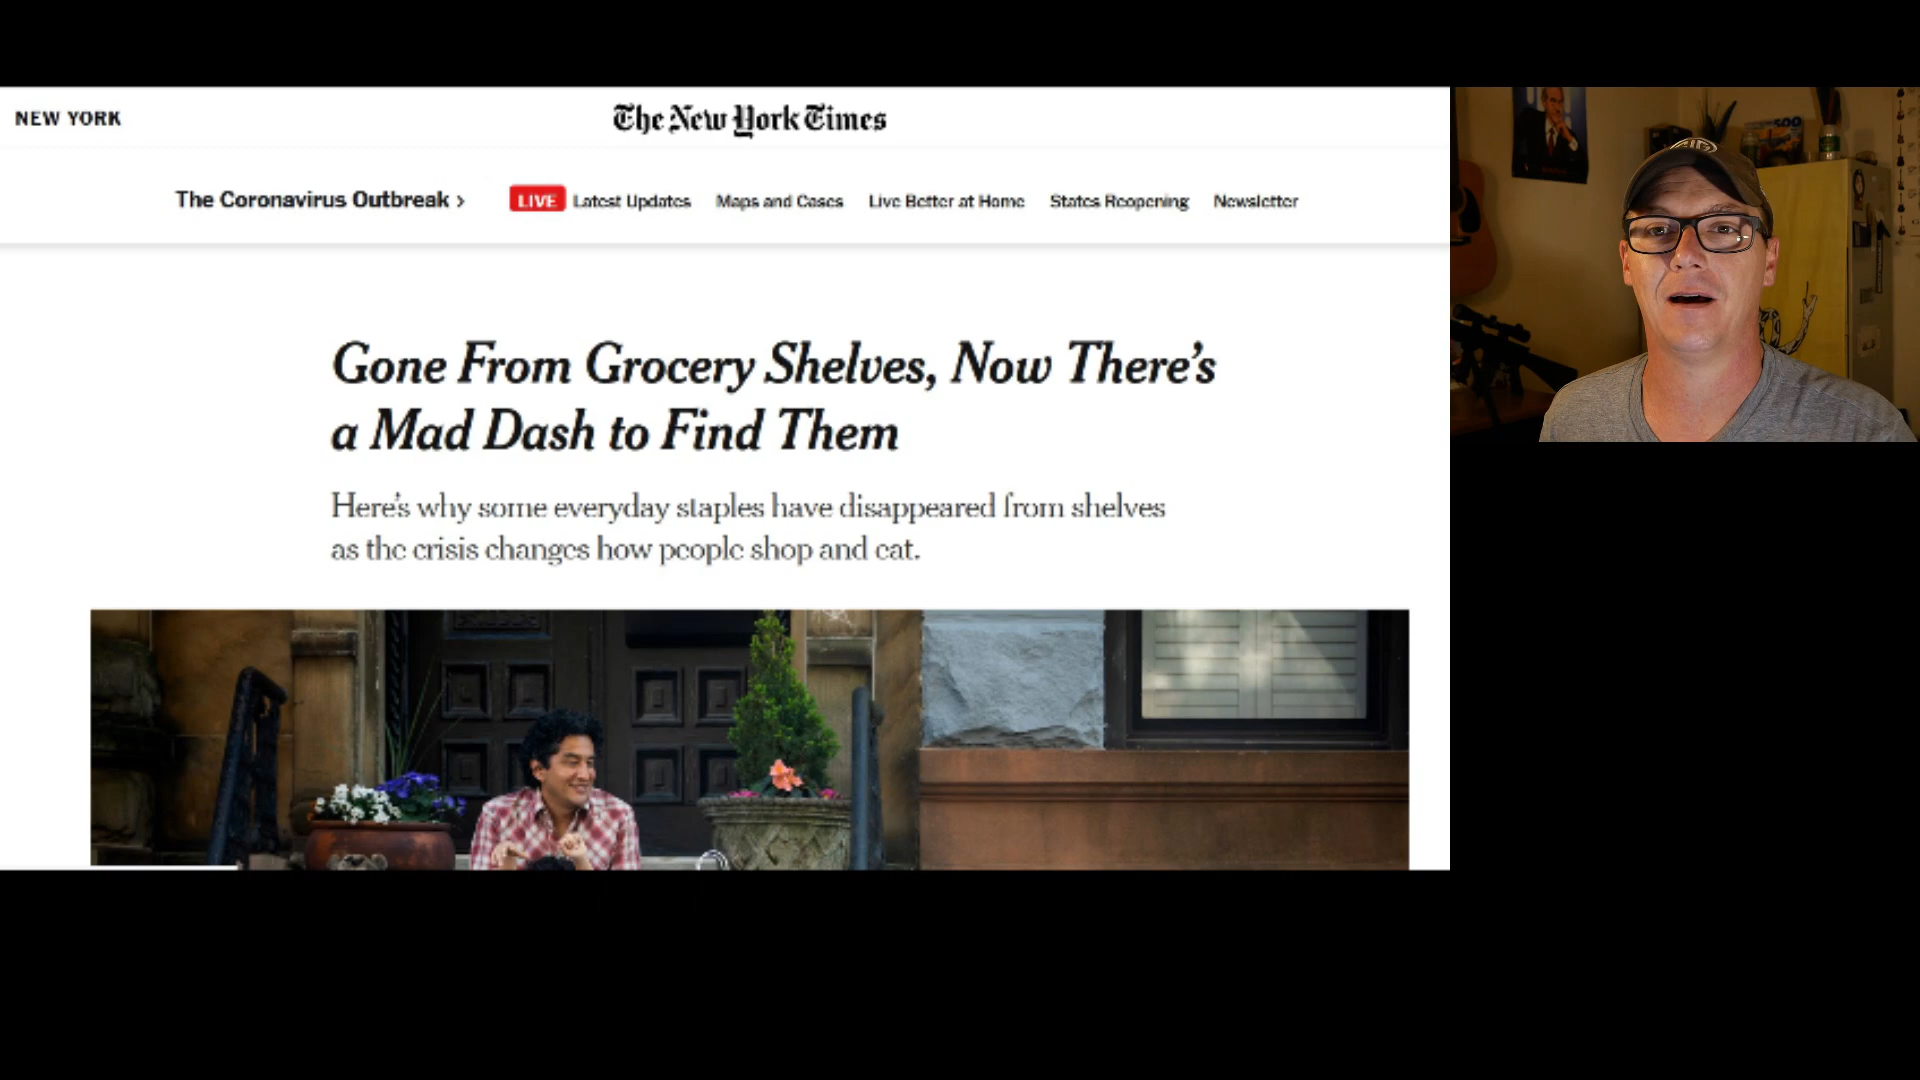 NEW YORK
The New York Times
The Coronavirus Outbreak ›
LIVE Latest Updates Maps and Cases Live Better at Home States Reopening Newsletter
Gone From Grocery Shelves, Now There's
a Mad Dash to Find Them
Here's why some everyday staples have disappeared from shelves
as the crisis changes how people shop and eat.